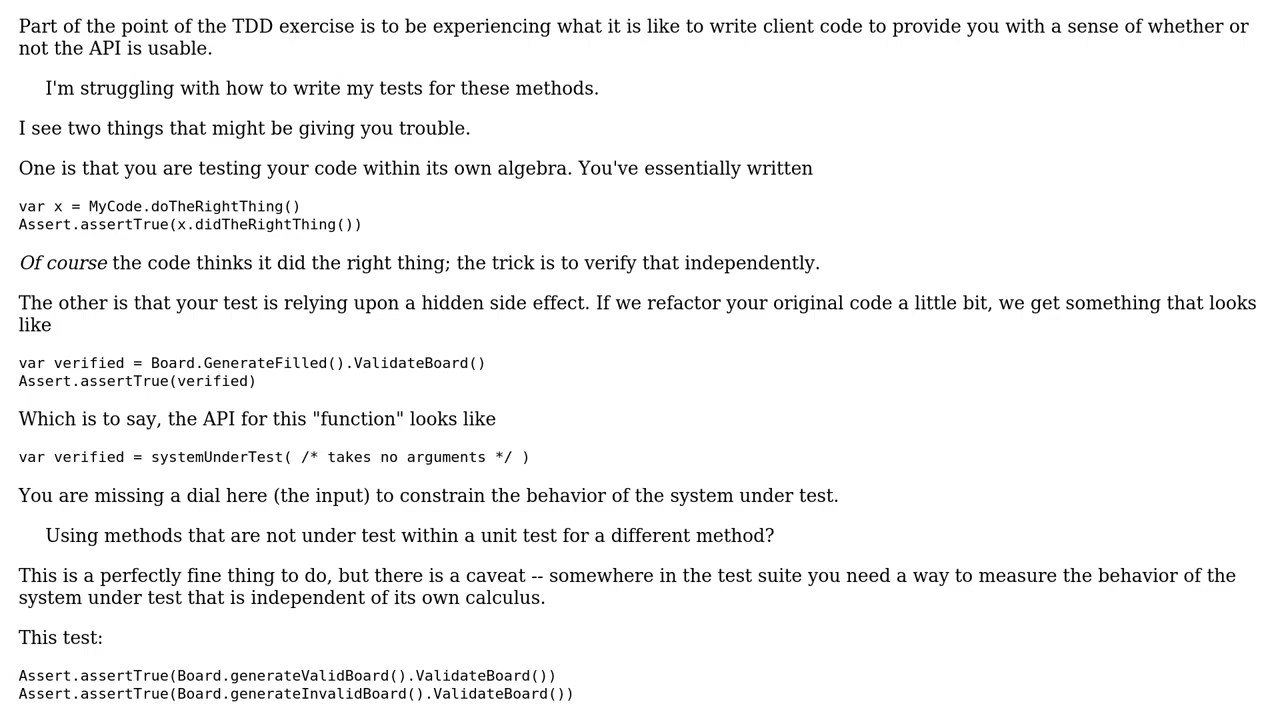 Part of the point of the TDD exercise is to be experiencing what it is like to write client code to provide you with a sense of whether or
not the API is usable.
I'm struggling with how to write my tests for these methods.
I see two things that might be giving you trouble.
One is that you are testing your code within its own algebra. You've essentially written
var x = MyCode.doTheRightThing()
Assert.assertTrue(x.didTheRightThing())
Of course the code thinks it did the right thing; the trick is to verify that independently.
The other is that your test is relying upon a hidden side effect. If we refactor your original code a little bit, we get something that looks
like
var verified = Board.GenerateFilled().ValidateBoard()
Assert.assertTrue(verified)
Which is to say, the API for this "function" looks like
var verified = systemUnderTest( /* takes no arguments */ )
You are missing a dial here (the input) to constrain the behavior of the system under test.
Using methods that are not under test within a unit test for a different method?
This is a perfectly fine thing to do, but there is a caveat -- somewhere in the test suite you need a way to measure the behavior of the
system under test that is independent of its own calculus.
This test:
Assert.assertTrue(Board.generateValidBoard().ValidateBoard())
Assert.assertTrue(Board.generateInvalidBoard().ValidateBoard())